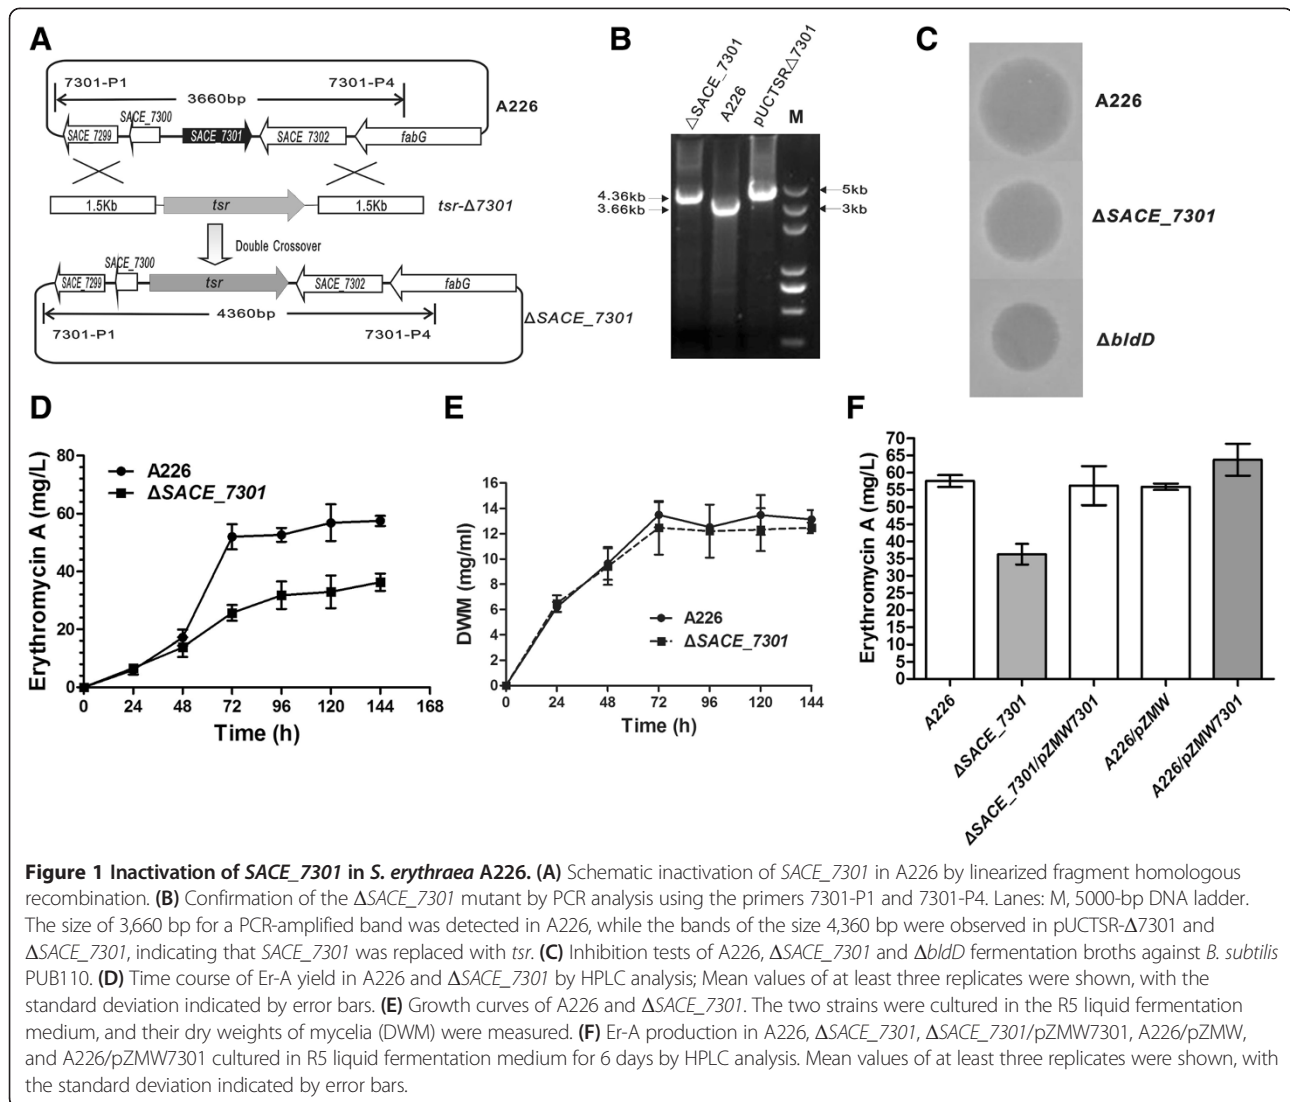 A
7301-P1
7301-P4
3660bp
A226
SACE_7300
SACE_7299
SACE_7301
SACE_7302
fabG
1.5Kb
tsr
1.5Kb
tsr-Δ7301
Double Crossover
SACE_7300
SACE_7299
tsr
SACE_7302
fabG
4360bp
7301-P1
7301-P4
ΔSACE_7301
B
△SACE_7301
A226
pUCTSRΔ7301
M
4.36kb
3.66kb
5kb
3kb
C
A226
ΔSACE_7301
ΔbldD
D
Erythromycin A (mg/L)
80
60
40
20
0
A226
ΔSACE_7301
0 24 48 72 96 120 144 168
Time (h)
E
DWM (mg/ml)
16
14
12
10
8
6
4
2
0
A226
ΔSACE_7301
0 24 48 72 96 120 144
Time (h)
F
Erythromycin A (mg/L)
70
65
60
55
50
45
40
35
30
25
20
15
10
5
0
A226
ΔSACE_7301
ΔSACE_7301/pZMW7301
A226/pZMW
A226/pZMW7301
Figure 1 Inactivation of SACE_7301 in S. erythraea A226. (A) Schematic inactivation of SACE_7301 in A226 by linearized fragment homologous
recombination. (B) Confirmation of the ΔSACE_7301 mutant by PCR analysis using the primers 7301-P1 and 7301-P4. Lanes: M, 5000-bp DNA ladder.
The size of 3,660 bp for a PCR-amplified band was detected in A226, while the bands of the size 4,360 bp were observed in pUCTSR-Δ7301 and
ΔSACE_7301, indicating that SACE_7301 was replaced with tsr. (C) Inhibition tests of A226, ΔSACE_7301 and ΔbldD fermentation broths against B. subtilis
PUB110. (D) Time course of Er-A yield in A226 and ΔSACE_7301 by HPLC analysis; Mean values of at least three replicates were shown, with the
standard deviation indicated by error bars. (E) Growth curves of A226 and ΔSACE_7301. The two strains were cultured in the R5 liquid fermentation
medium, and their dry weights of mycelia (DWM) were measured. (F) Er-A production in A226, ΔSACE_7301, ΔSACE_7301/pZMW7301, A226/pZMW,
and A226/pZMW7301 cultured in R5 liquid fermentation medium for 6 days by HPLC analysis. Mean values of at least three replicates were shown, with
the standard deviation indicated by error bars.